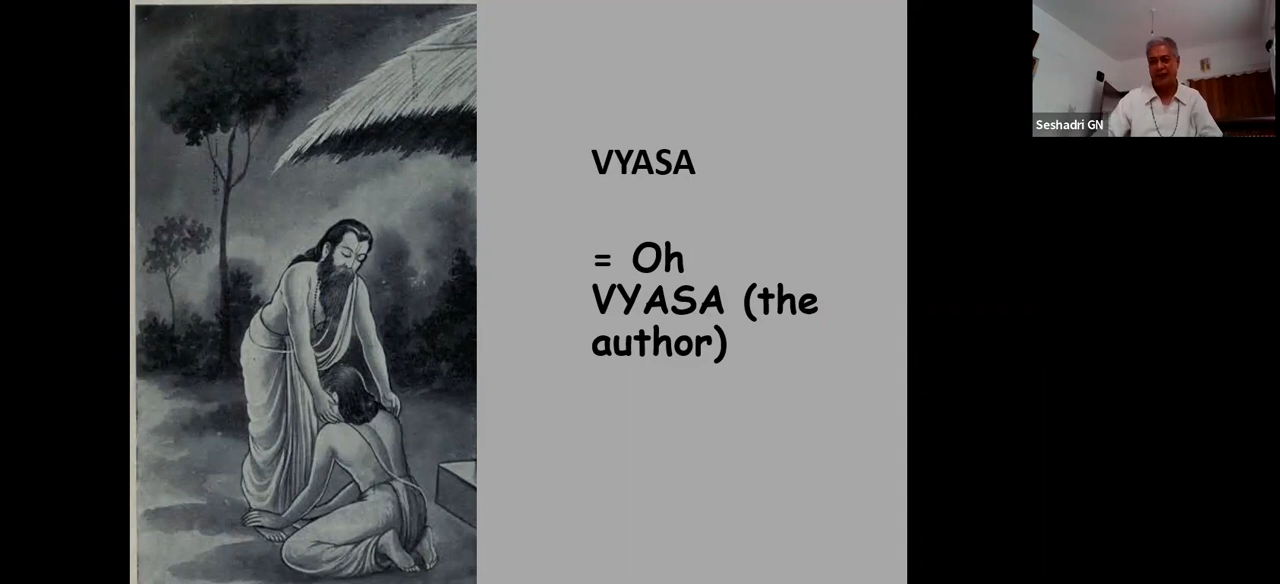 VYASA
= Oh
VYASA (the
author)
Seshadri GN